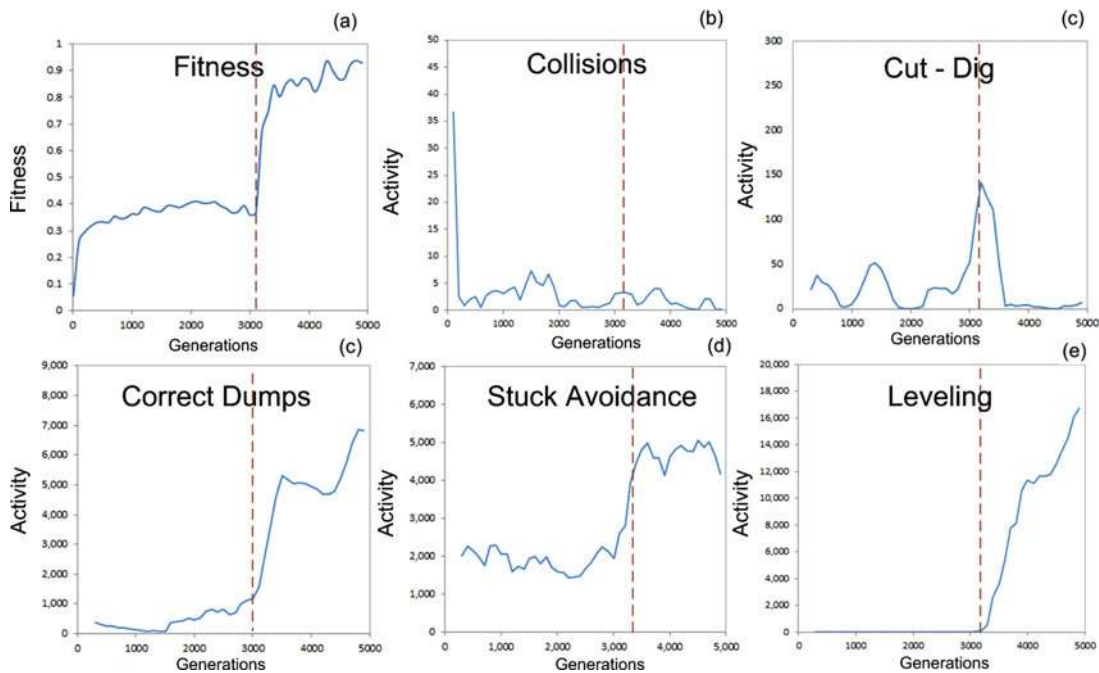 (a)
Fitness
1
0.9
0.8
0.7
0.6
0.5
0.4
0.3
0.2
0.1
0
Fitness
0 1000 2000 3000 4000 5000
Generations
(b)
Collisions
50
45
40
35
30
25
20
15
10
5
0
Activity
0 1000 2000 3000 4000 5000
Generations
(c)
Cut - Dig
300
250
200
150
100
50
0
Activity
0 1000 2000 3000 4000 5000
Generations
(c)
Correct Dumps
9,000
8,000
7,000
6,000
5,000
4,000
3,000
2,000
1,000
0
Activity
0 1000 2000 3000 4000 5000
Generations
(d)
Stuck Avoidance
7,000
6,000
5,000
4,000
3,000
2,000
1,000
0
Activity
0 1,000 2,000 3,000 4,000 5,000
Generations
(e)
Leveling
20,000
18,000
16,000
14,000
12,000
10,000
8,000
6,000
4,000
2,000
0
Activity
0 1000 2000 3000 4000 5000
Generations